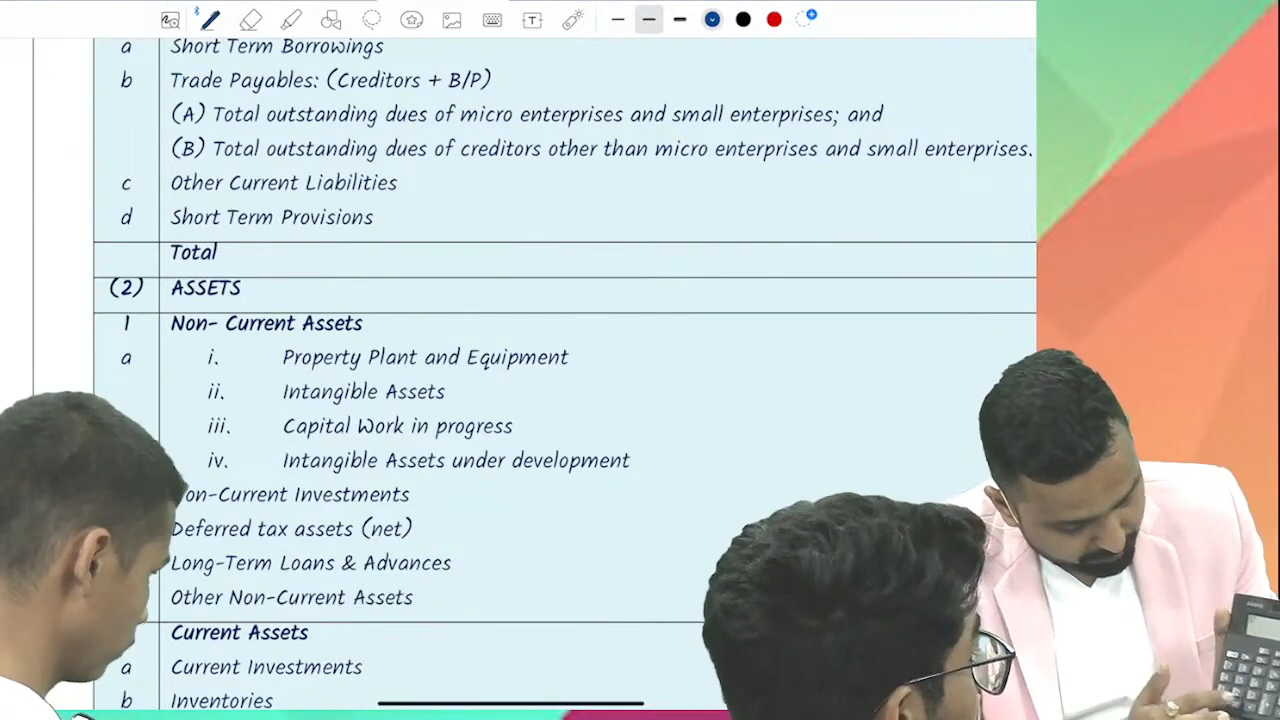 a Short Term Borrowings
b Trade Payables: (Creditors + B/P)
(A) Total outstanding dues of micro enterprises and small enterprises; and
(B) Total outstanding dues of creditors other than micro enterprises and small enterprises.
c Other Current Liabilities
d Short Term Provisions
Total
(2) ASSETS
1 Non- Current Assets
a i. Property Plant and Equipment
ii. Intangible Assets
iii. Capital Work in progress
iv. Intangible Assets under development
on-Current Investments
Deferred tax assets (net)
Long-Term Loans & Advances
Other Non-Current Assets
Current Assets
a Current Investments
b Inventories